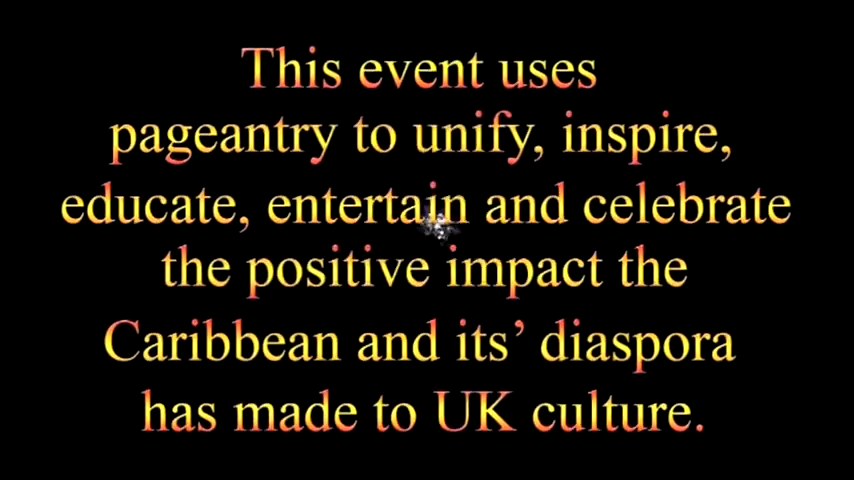 This event uses
pageantry to unify, inspire,
educate, entertain and celebrate
the positive impact the
Caribbean and its’ diaspora
has made to UK culture.